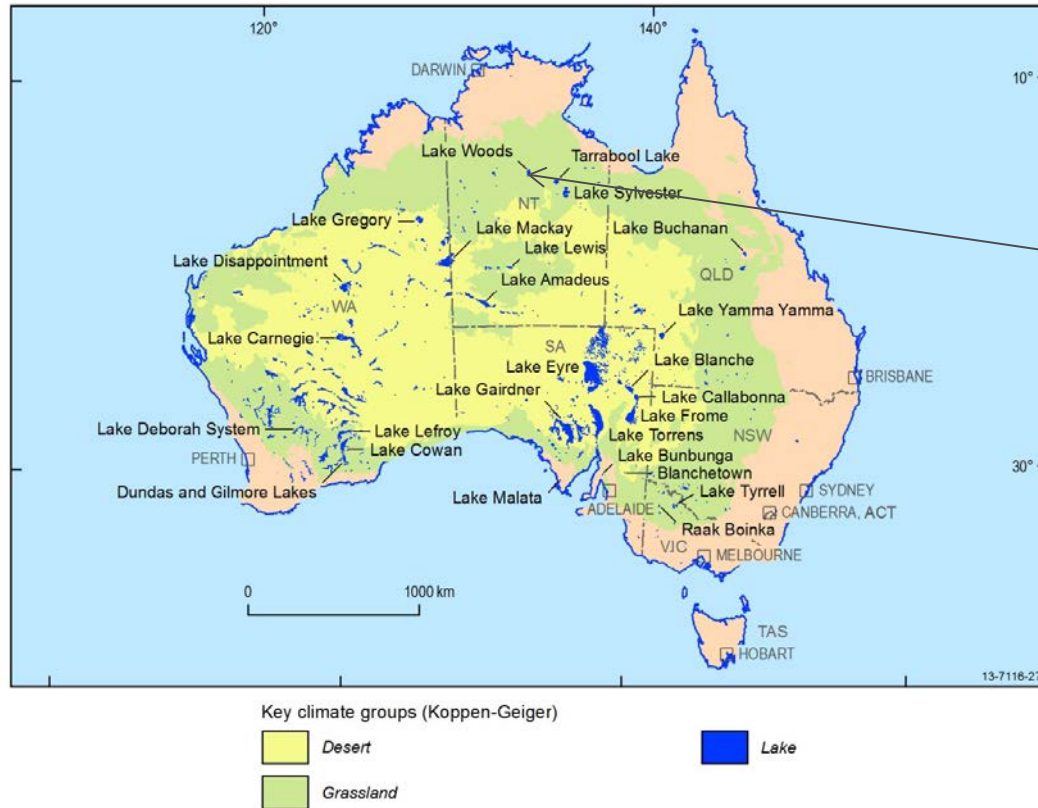 120°
140°
DARWIN
10°
Lake Woods
Tarrabool Lake
NT
Lake Sylvester
Lake Gregory
Lake Mackay
Lake Buchanan
Lake Lewis
Lake Disappointment
QLD
Lake Amadeus
WA
Lake Yamma Yamma
Lake Carnegie
SA
Lake Eyre
Lake Blanche
BRISBANE
Lake Gairdner
Lake Callabonna
Lake Frome
Lake Deborah System
Lake Lefroy
Lake Torrens
NSW
Lake Cowan
PERTH
Lake Bunbunga
30°
Blanchetown
Dundas and Gilmore Lakes
Lake Malata
Lake Tyrrell
SYDNEY
ADELAIDE
CANBERRA, ACT
Raak Boinka
VIC
MELBOURNE
0 1000 km
TAS
HOBART
13-7116-27
Key climate groups (Koppen-Geiger)
Desert
Lake
Grassland